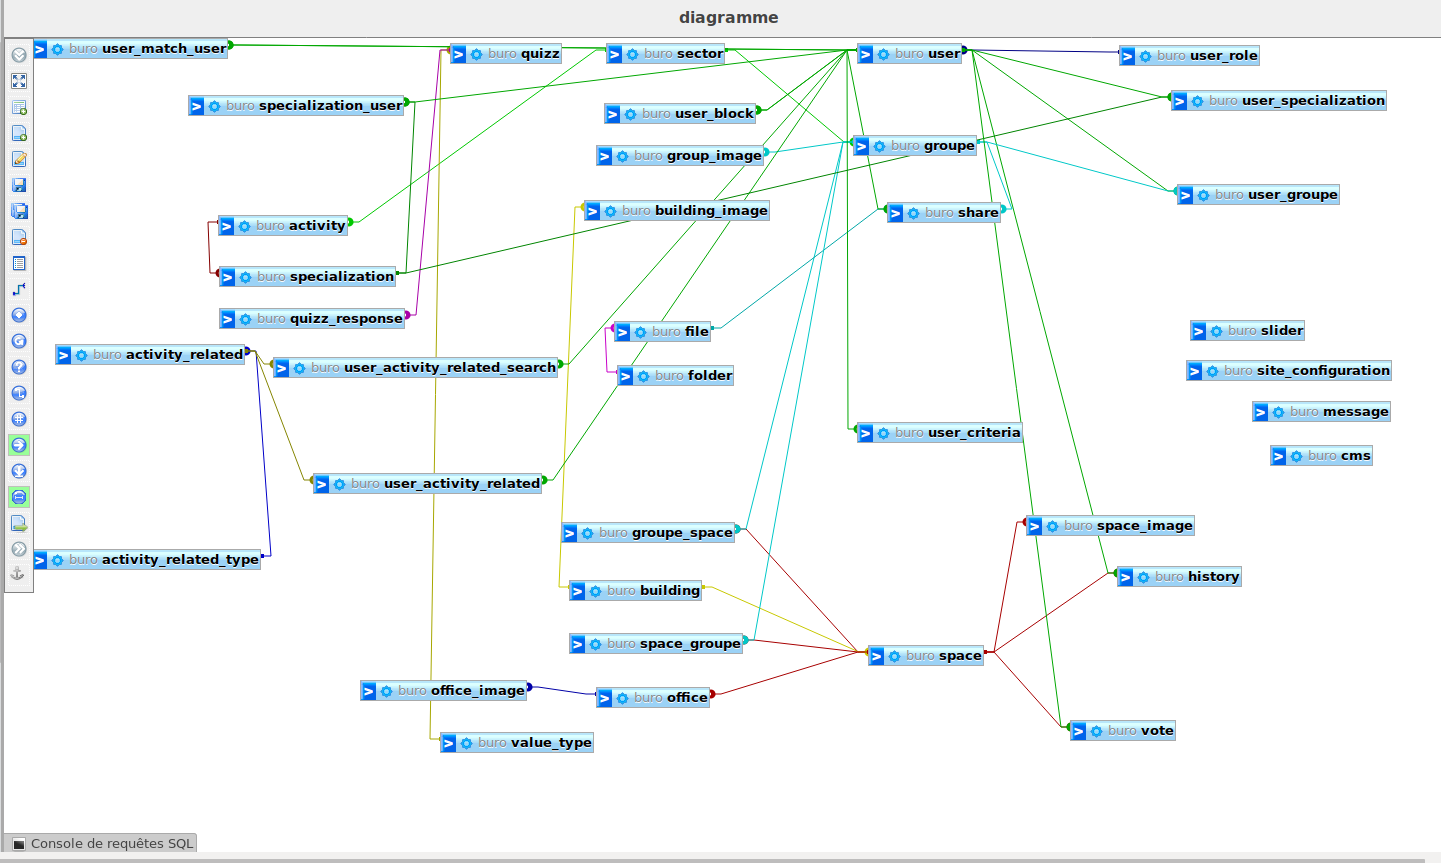 diagramme
buro user_match_user
buro quizz
buro sector
buro user
buro user_role
buro specialization_user
buro user_block
buro user_specialization
buro group_image
buro groupe
buro user_groupe
buro building_image
buro share
buro activity
buro specialization
buro quizz_response
buro file
buro slider
buro activity_related
buro user_activity_related_search
buro folder
buro site_configuration
buro message
buro user_criteria
buro cms
buro user_activity_related
buro groupe_space
buro space_image
buro activity_related_type
buro building
buro history
buro space_groupe
buro space
buro office_image
buro office
buro vote
buro value_type
Console de requêtes SQL